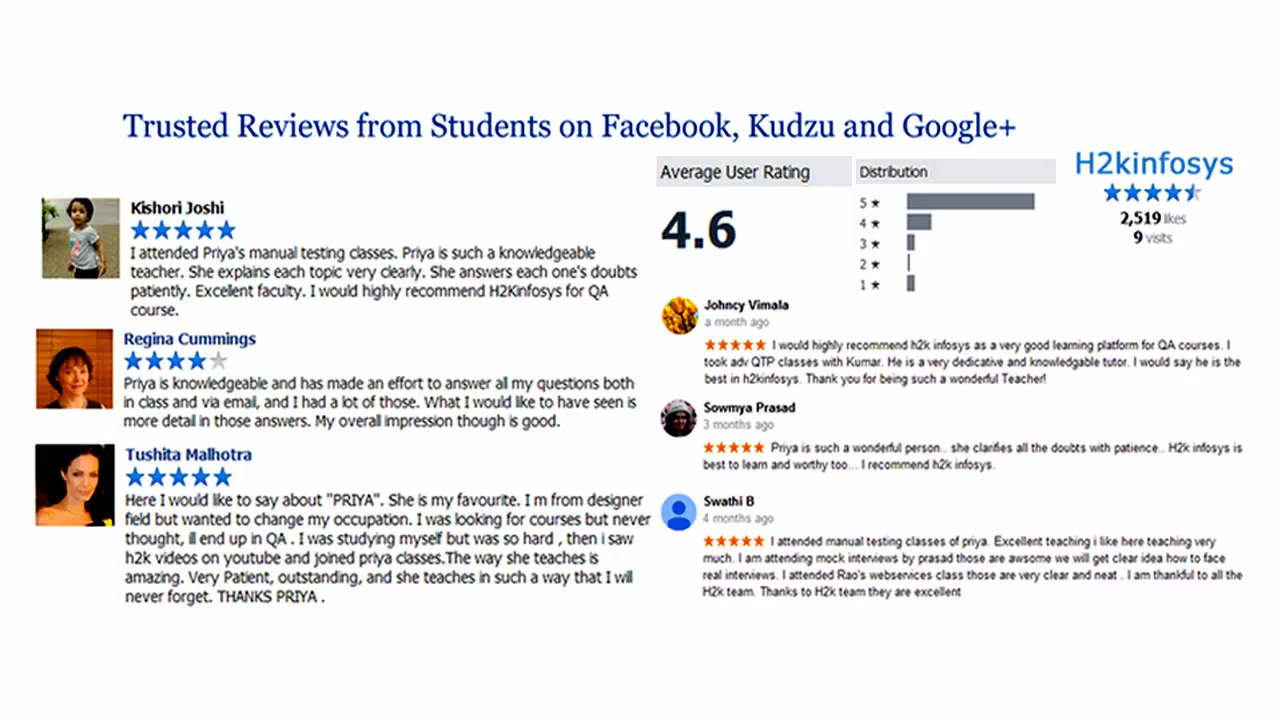 Trusted Reviews from Students on Facebook, Kudzu and Google+
Kishori Joshi
I attended Priya's manual testing classes. Priya is such a knowledgeable
teacher. She explains each topic very clearly. She answers each one's doubts
patiently. Excellent faculty. I would highly recommend H2Kinfosys for QA
course.
Regina Cummings
Priya is knowledgeable and has made an effort to answer all my questions both
in class and via email, and I had a lot of those. What I would like to have seen is
more detail in those answers. My overall impression though is good.
Tushita Malhotra
Here I would like to say about "PRIYA". She is my favourite. I m from designer
field but wanted to change my occupation. I was looking for courses but never
thought, ill end up in QA . I was studying myself but was so hard , then i saw
h2k videos on youtube and joined priya classes.The way she teaches is
amazing. Very Patient, outstanding, and she teaches in such a way that I will
never forget. THANKS PRIYA .
Average User Rating
4.6
Distribution
5 ★
4 ★
3 ★
2 ★
1 ★
H2kinfosys
2,519 likes
9 visits
Johncy Vimala
a month ago
I would highly recommend h2k infosys as a very good learning platform for QA courses. I
took adv QTP classes with Kumar. He is a very dedicative and knowledgable tutor. I would say he is the
best in h2kinfosys. Thank you for being such a wonderful Teacher!
Sowmya Prasad
3 months ago
Priya is such a wonderful person.. she clarifies all the doubts with patience.. H2k infosys is
best to learn and worthy too... I recommend h2k infosys.
Swathi B
4 months ago
I attended manual testing classes of priya. Excellent teaching i like here teaching very
much. I am attending mock interviews by prasad those are awsome we will get clear idea how to face
real interviews. I attended Rao's webservices class those are very clear and neat . I am thankful to all the
H2k team. Thanks to H2k team they are excellent